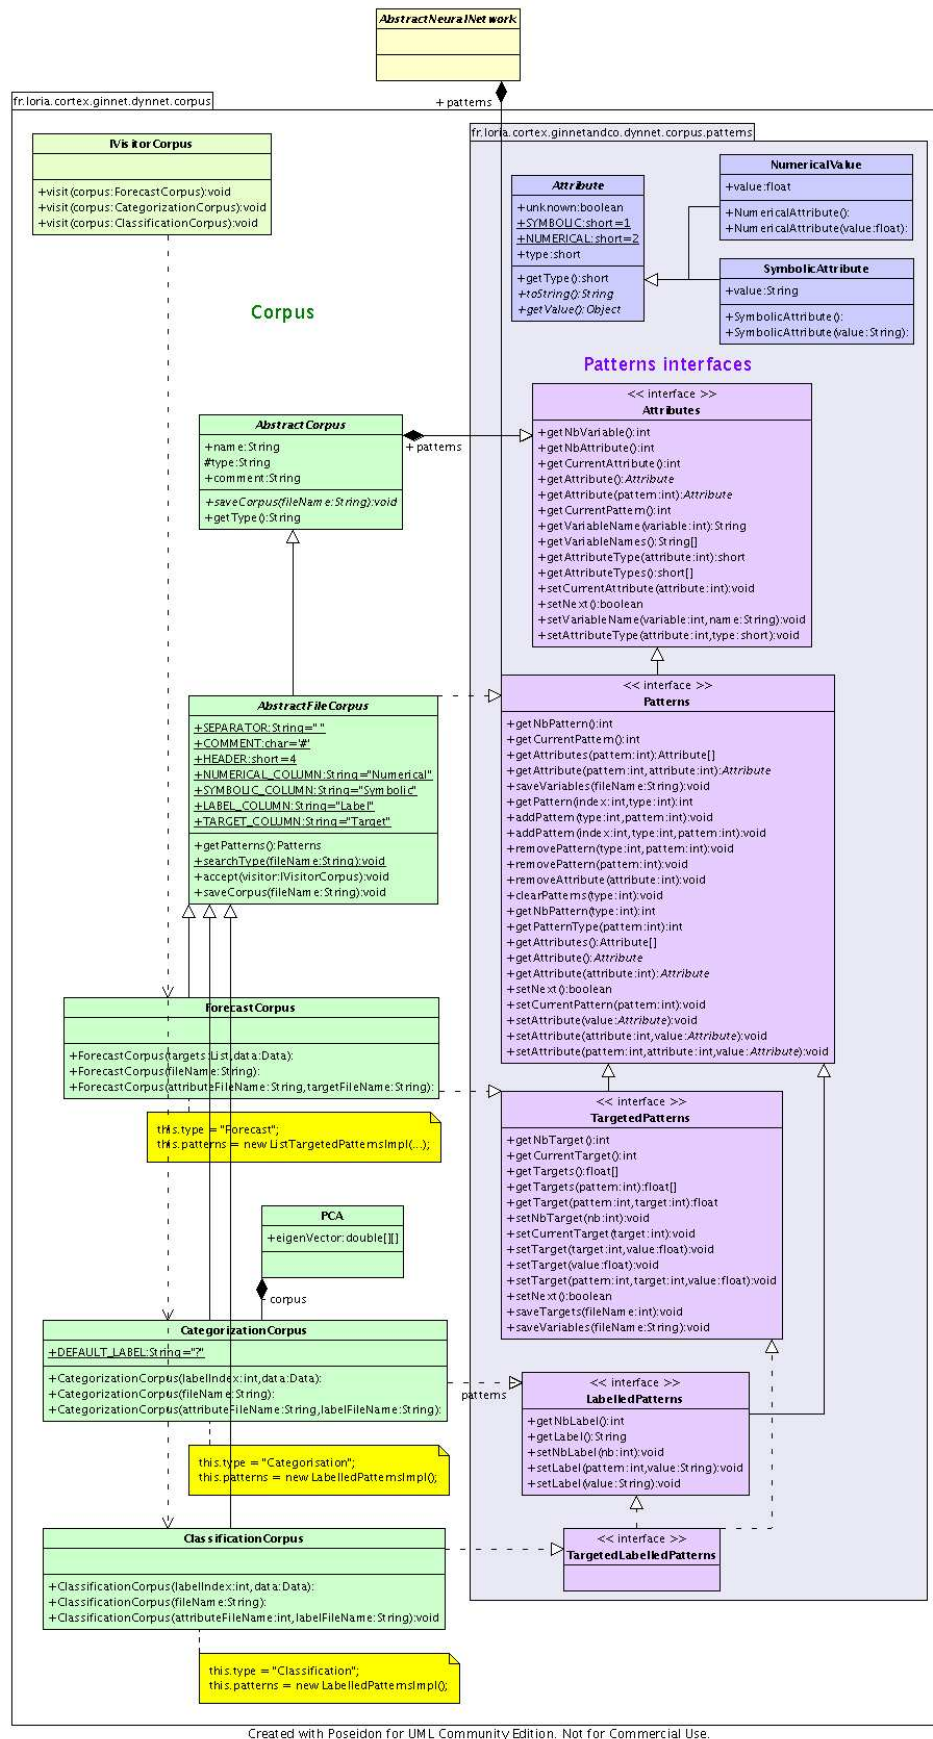 AbstractNeuralNetwork
+ patterns
fr.loria.cortex.ginnet.dynnet.corpus
fr.loria.cortex.ginnetandco.dynnet.corpus.patterns
IVisitorCorpus
+visit(corpus:ForecastCorpus):void
+visit(corpus:CategorizationCorpus):void
+visit(corpus:ClassificationCorpus):void
Attribute
+unknown:boolean
+SYMBOLIC:short=1
+NUMERICAL:short=2
+type:short
+getType():short
+toString():String
+getValue():Object
NumericalValue
+value:float
+NumericalAttribute():
+NumericalAttribute(value:float):
SymbolicAttribute
+value:String
+SymbolicAttribute():
+SymbolicAttribute(value:String):
Corpus
Patterns interfaces
<< interface >>
Attributes
+getNbVariable():int
+getNbAttribute():int
+getCurrentAttribute():int
+getAttribute():Attribute
+getAttribute(pattern:int):Attribute
+getCurrentPattern():int
+getVariableName(variable:int):String
+getVariableNames():String[]
+getAttributeType(attribute:int):short
+getAttributeTypes():short[]
+setCurrentAttribute(attribute:int):void
+setNext():boolean
+setVariableName(variable:int,name:String):void
+setAttributeType(attribute:int,type:short):void
AbstractCorpus
+name:String
#type:String
+comment:String
+saveCorpus(fileName:String):void
+getType():String
+ patterns
AbstractFileCorpus
+SEPARATOR:String=" "
+COMMENT:char='#'
+HEADER:short=4
+NUMERICAL_COLUMN:String="Numerical"
+SYMBOLIC_COLUMN:String="Symbolic"
+LABEL_COLUMN:String="Label"
+TARGET_COLUMN:String="Target"
+getPatterns():Patterns
+searchType(fileName:String):void
+accept(visitor:IVisitorCorpus):void
+saveCorpus(fileName:String):void
<< interface >>
Patterns
+getNbPattern():int
+getCurrentPattern():int
+getAttributes(pattern:int):Attribute[]
+getAttribute(pattern:int,attribute:int):Attribute
+saveVariables(fileName:String):void
+getPattern(index:int,type:int):int
+addPattern(type:int,pattern:int):void
+addPattern(index:int,type:int,pattern:int):void
+removePattern(type:int,pattern:int):void
+removePattern(pattern:int):void
+removeAttribute(attribute:int):void
+clearPatterns(type:int):void
+getNbPattern(type:int):int
+getPatternType(pattern:int):int
+getAttributes():Attribute[]
+getAttribute():Attribute
+getAttribute(attribute:int):Attribute
+setNext():boolean
+setCurrentPattern(pattern:int):void
+setAttribute(value:Attribute):void
+setAttribute(attribute:int,value:Attribute):void
+setAttribute(pattern:int,attribute:int,value:Attribute):void
ForecastCorpus
+ForecastCorpus(targets:List,data:Data):
+ForecastCorpus(fileName:String):
+ForecastCorpus(attributeFileName:String,targetFileName:String):
this.type = "Forecast";
this.patterns = new ListTargetedPatternsImpl(...);
<< interface >>
TargetedPatterns
+getNbTarget():int
+getCurrentTarget():int
+getTargets():float[]
+getTargets(pattern:int):float[]
+getTarget(pattern:int,target:int):float
+setNbTarget(nb:int):void
+setCurrentTarget(target:int):void
+setTarget(target:int,value:float):void
+setTarget(value:float):void
+setTarget(pattern:int,target:int,value:float):void
+setNext():boolean
+saveTargets(fileName:int):void
+saveVariables(fileName:String):void
PCA
+eigenVector:double[][]
- corpus
CategorizationCorpus
+DEFAULT_LABEL:String="?"
+CategorizationCorpus(labelIndex:int,data:Data):
+CategorizationCorpus(fileName:String):
+CategorizationCorpus(attributeFileName:String,labelFileName:String):
patterns
this.type = "Categorisation";
this.patterns = new LabelledPatternsImpl();
<< interface >>
LabelledPatterns
+getNbLabel():int
+getLabel():String
+setNbLabel(nb:int):void
+setLabel(pattern:int,value:String):void
+setLabel(value:String):void
ClassificationCorpus
+ClassificationCorpus(labelIndex:int,data:Data):
+ClassificationCorpus(fileName:String):
+ClassificationCorpus(attributeFileName:int,labelFileName:String):void
<< interface >>
TargetedLabelledPatterns
this.type = "Classification";
this.patterns = new LabelledPatternsImpl();
Created with Poseidon for UML Community Edition. Not for Commercial Use.